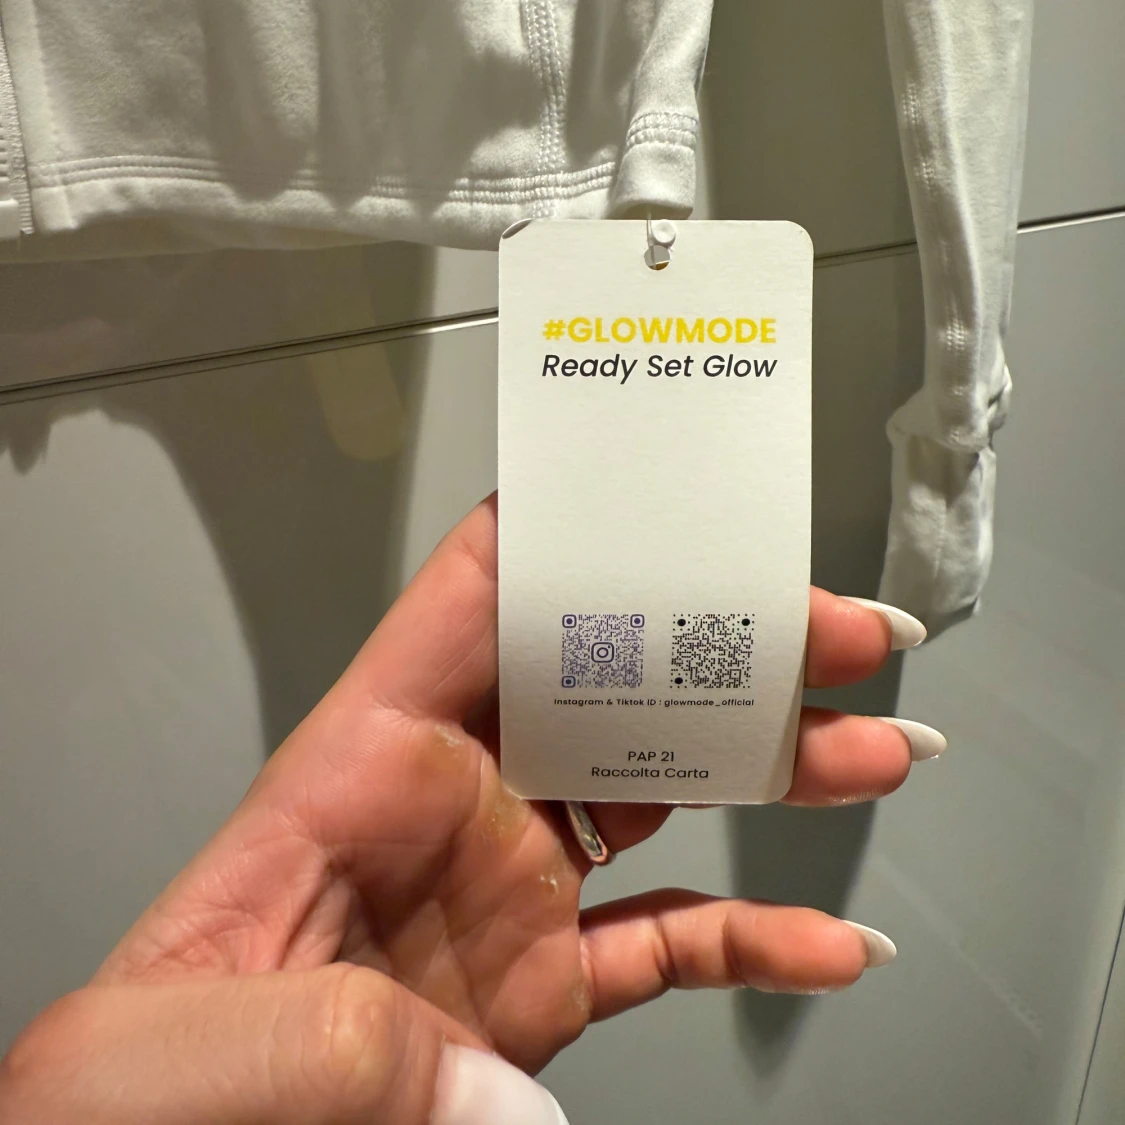 #GLOWMODE
Ready Set Glow
Instagram & Tiktok ID : glowmode_official
PAP 21
Raccolta Carta